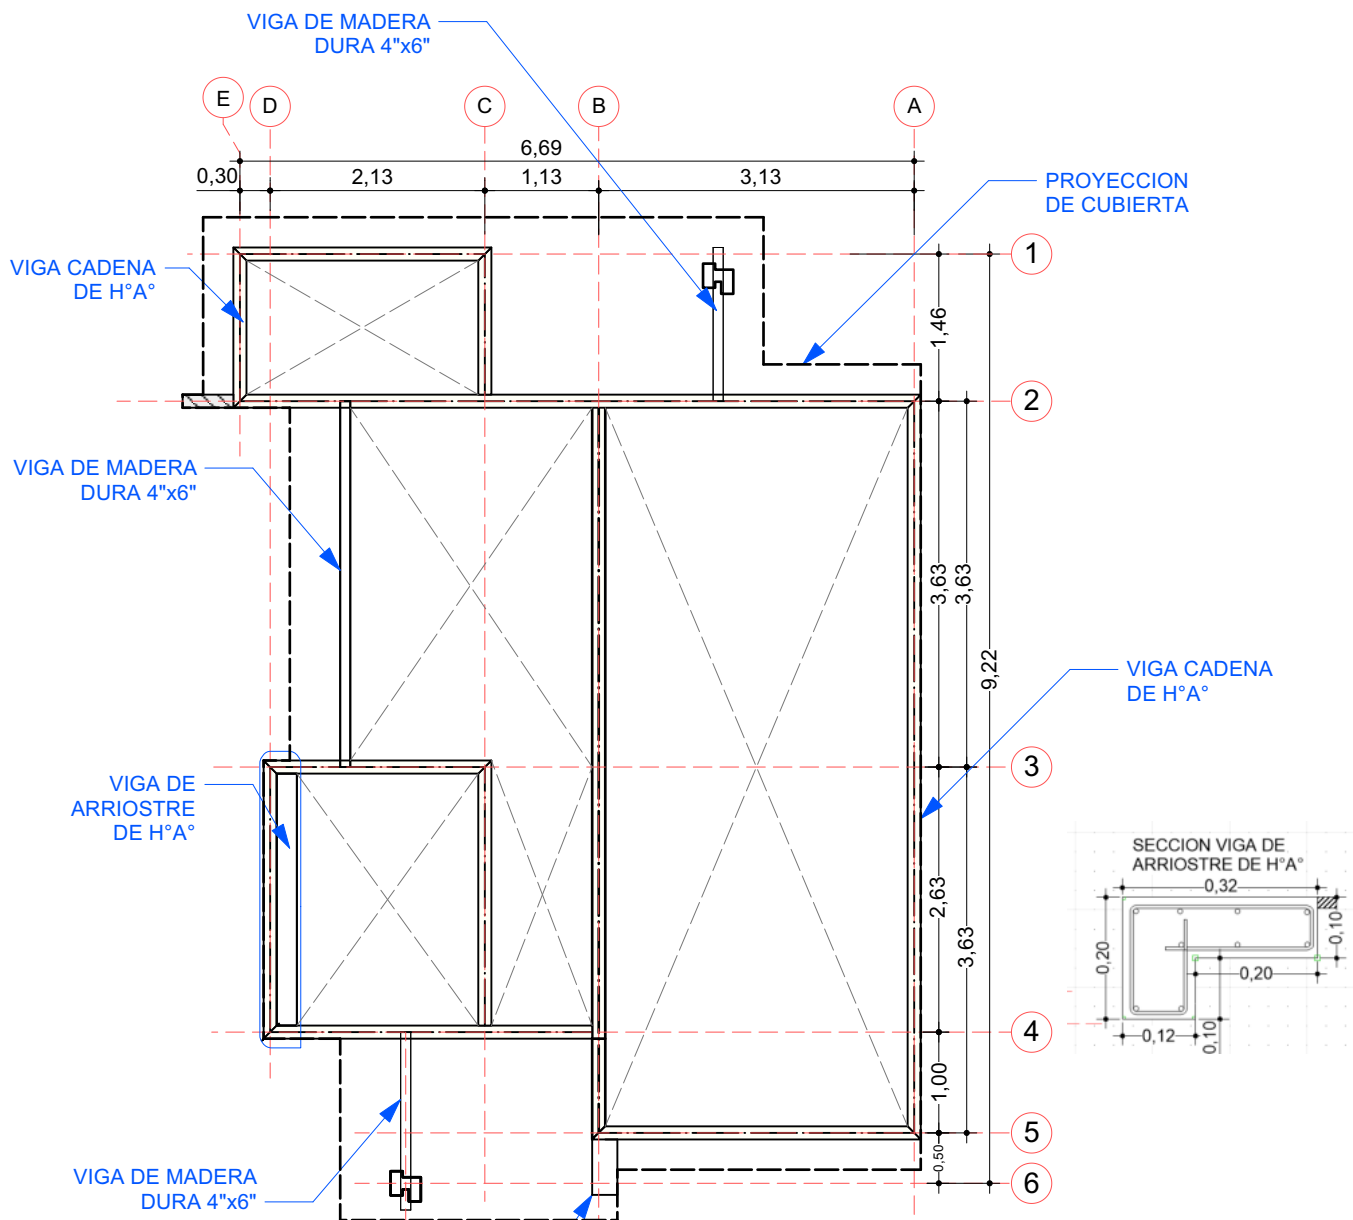 VIGA DE MADERA
DURA 4"x6"
E
D
C
B
A
6,69
0,30
2,13
1,13
3,13
PROYECCION
DE CUBIERTA
1
VIGA CADENA
DE H°A°
1,46
2
VIGA DE MADERA
DURA 4"x6"
3,63
3,63
9,22
VIGA CADENA
DE H°A°
3
VIGA DE
ARRIOSTRE
DE H°A°
2,63
3,63
SECCION VIGA DE
ARRIOSTRE DE H°A°
0,32
0,20
0,10
0,20
0,12
0,10
4
1,00
5
0,50
6
VIGA DE MADERA
DURA 4"x6"